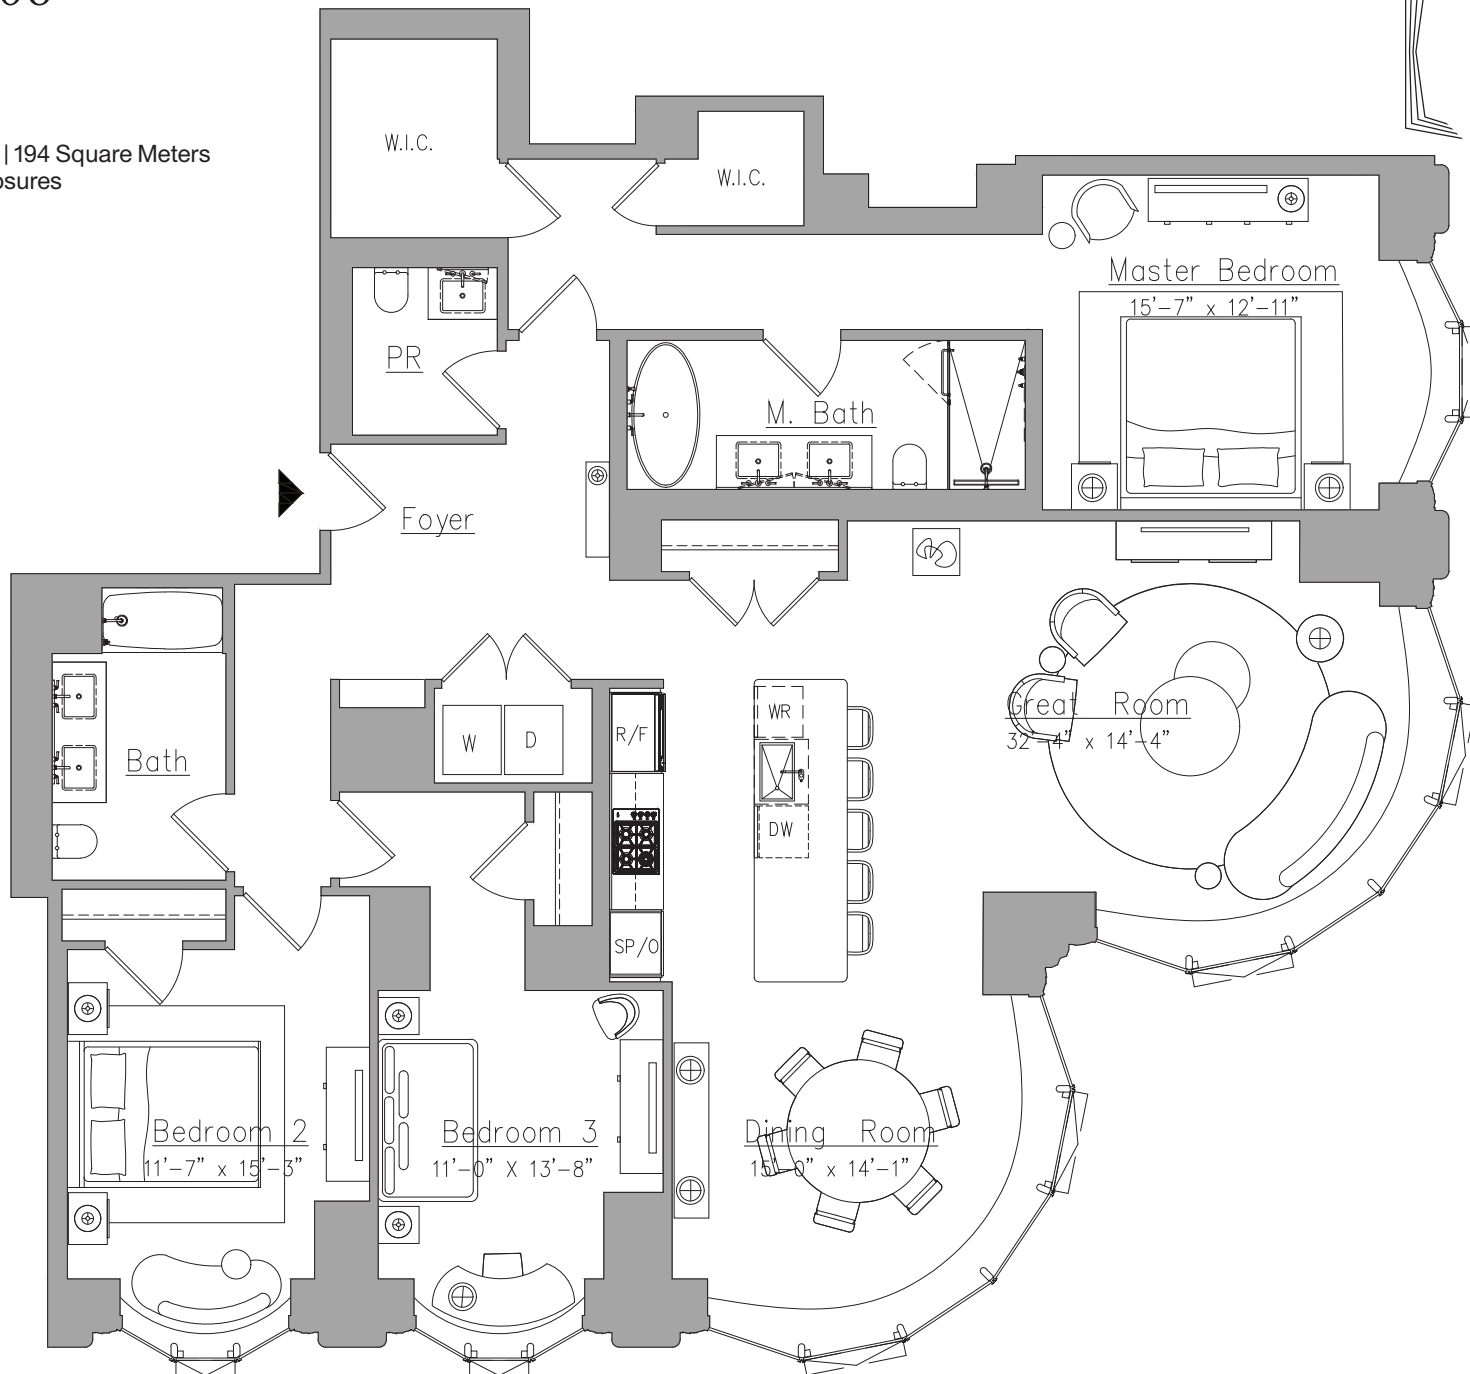 | 194 Square Meters
osures
W.I.C.
W.I.C.
Master Bedroom
15'-7" x 12'-11"
PR
M. Bath
Foyer
Great Room
32'-4" x 14'-4"
W
D
R/F
WR
Bath
DW
SP/O
Bedroom 2
11'-7" x 15'-3"
Bedroom 3
11'-0" X 13'-8"
Dining Room
15'-0" x 14'-1"